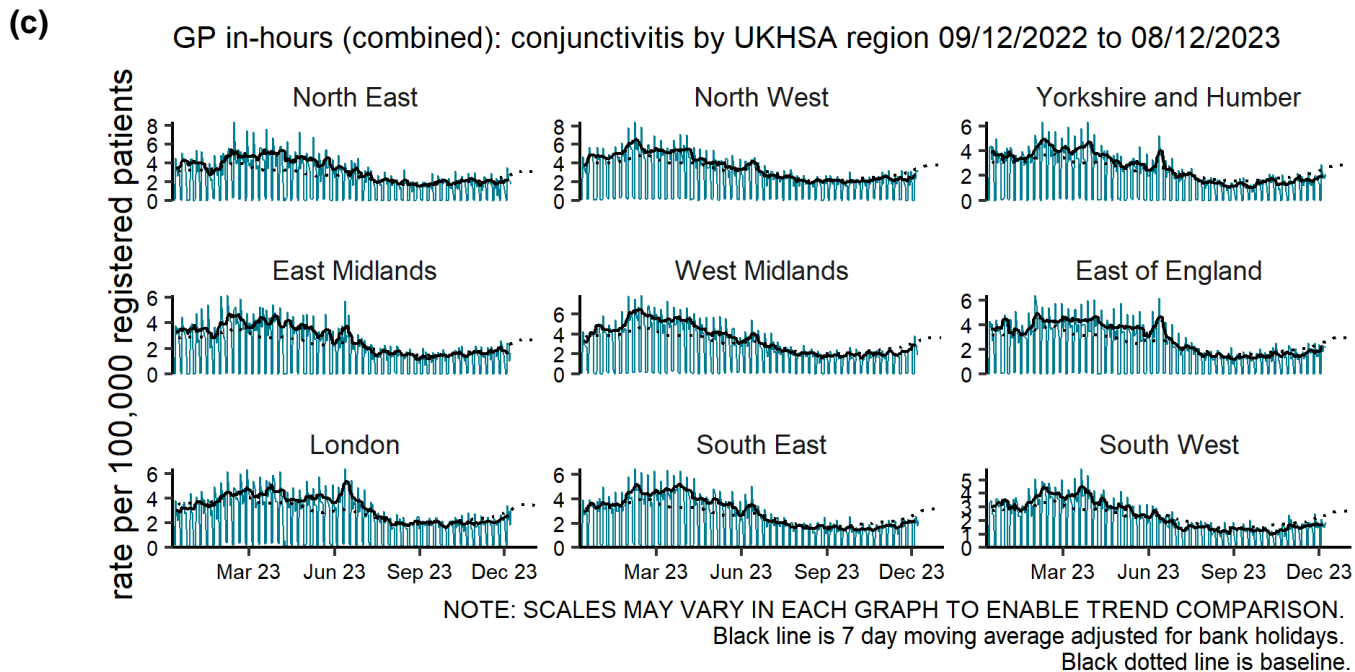 (c)
GP in-hours (combined): conjunctivitis by UKHSA region 09/12/2022 to 08/12/2023
rate per 100,000 registered patients
North East
8
6
4
2
0
North West
8
6
4
2
0
Yorkshire and Humber
6
4
2
0
East Midlands
6
4
2
0
West Midlands
6
4
2
0
East of England
6
4
2
0
London
6
4
2
0
Mar 23 Jun 23 Sep 23 Dec 23
South East
6
4
2
0
Mar 23 Jun 23 Sep 23 Dec 23
South West
5
4
3
2
1
0
Mar 23 Jun 23 Sep 23 Dec 23
NOTE: SCALES MAY VARY IN EACH GRAPH TO ENABLE TREND COMPARISON.
Black line is 7 day moving average adjusted for bank holidays.
Black dotted line is baseline.